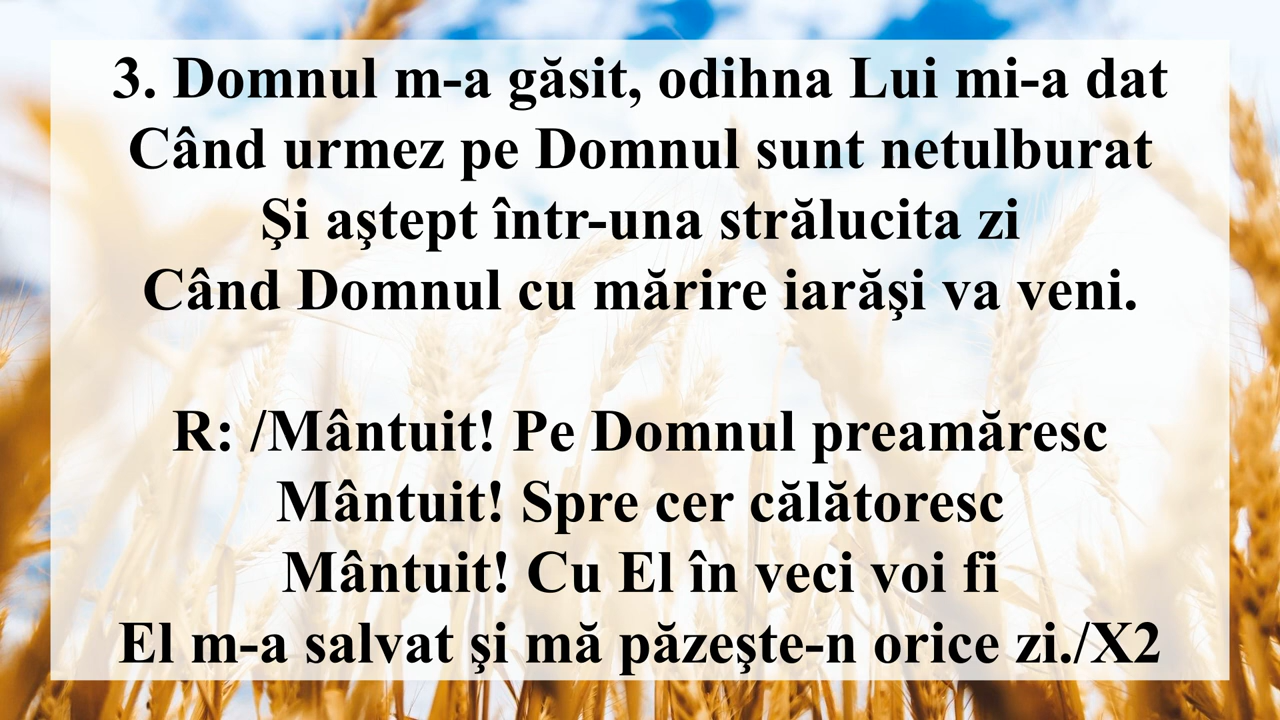 3. Domnul m-a găsit, odihna Lui mi-a dat
Când urmez pe Domnul sunt netulburat
Şi aştept într-una strălucita zi
Când Domnul cu mărire iarăşi va veni.
R: /Mântuit! Pe Domnul preamăresc
Mântuit! Spre cer călătoresc
Mântuit! Cu El în veci voi fi
El m-a salvat şi mă păzeşte-n orice zi./X2